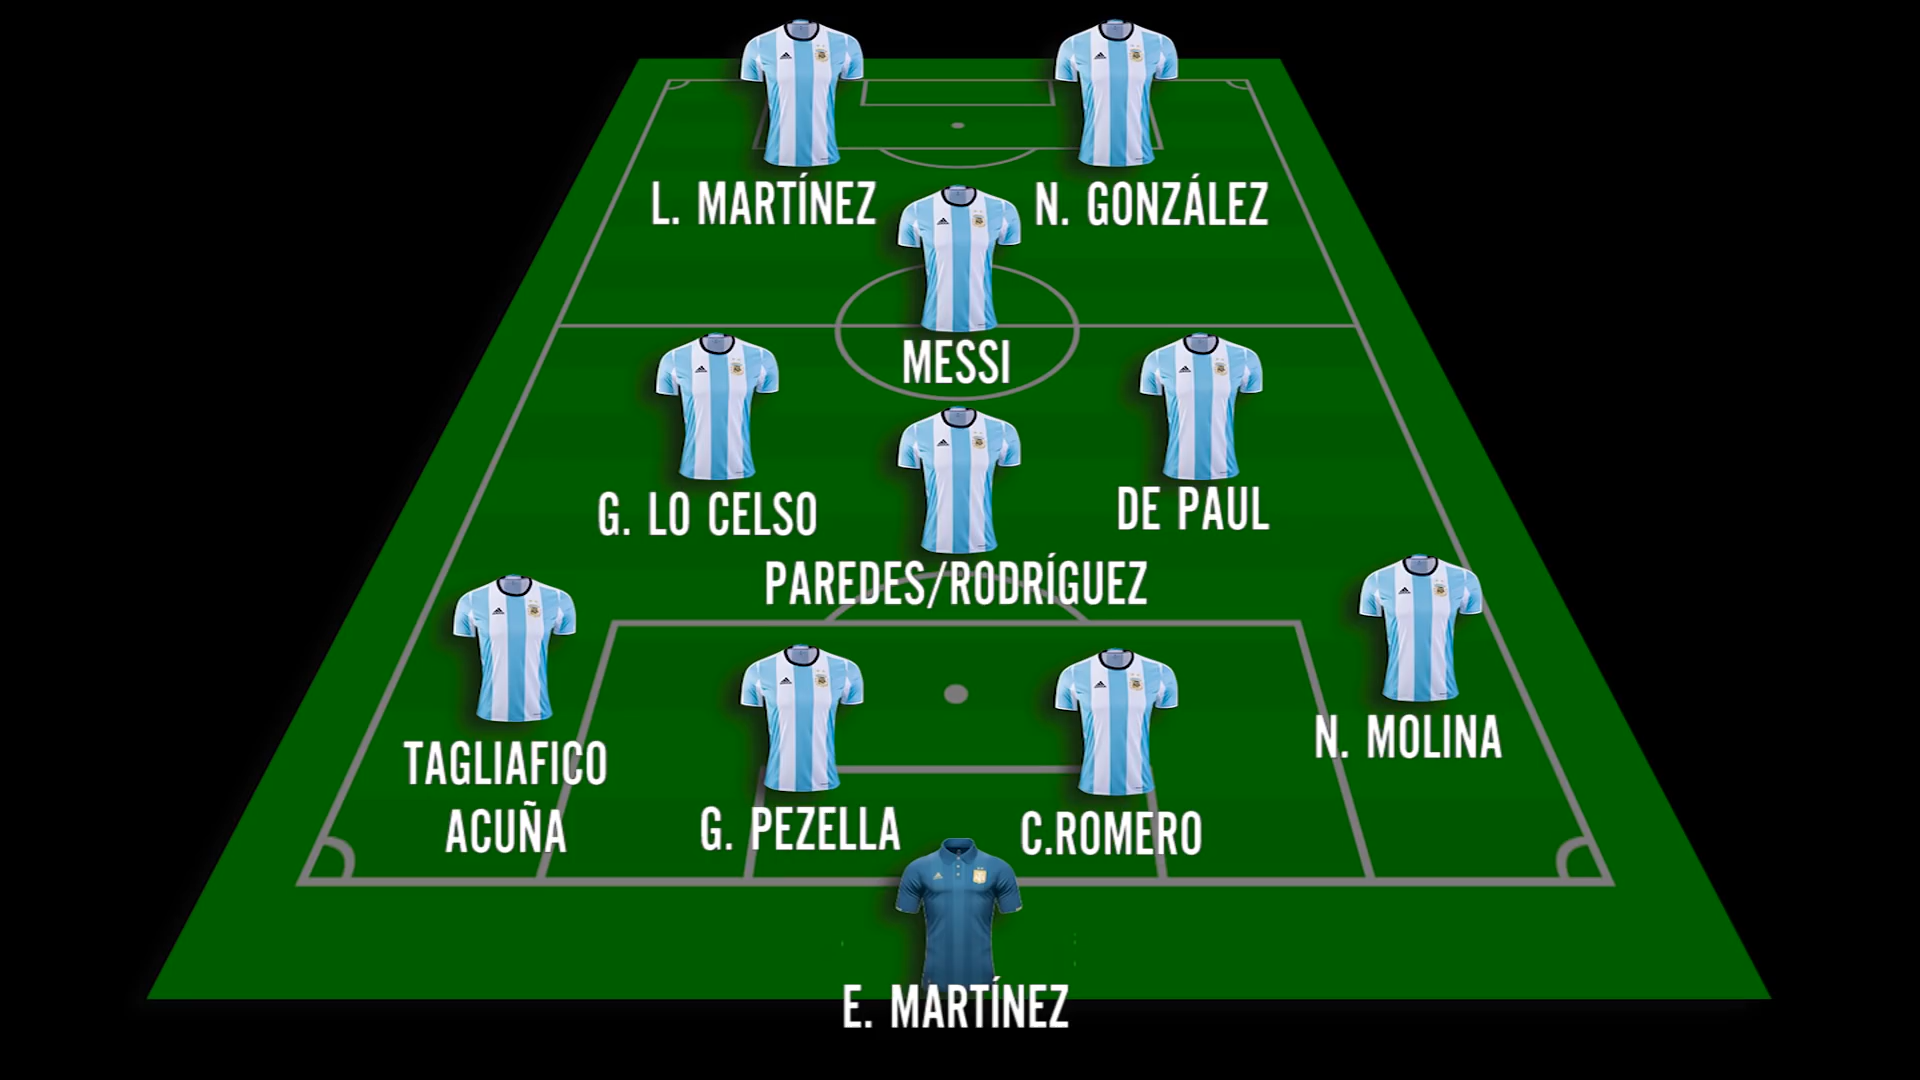 L. MARTÍNEZ
N. GONZÁLEZ
MESSI
G. LO CELSO
DE PAUL
PAREDES/RODRÍGUEZ
TAGLIAFICO
ACUÑA
N. MOLINA
G. PEZELLA
C.ROMERO
E. MARTÍNEZ